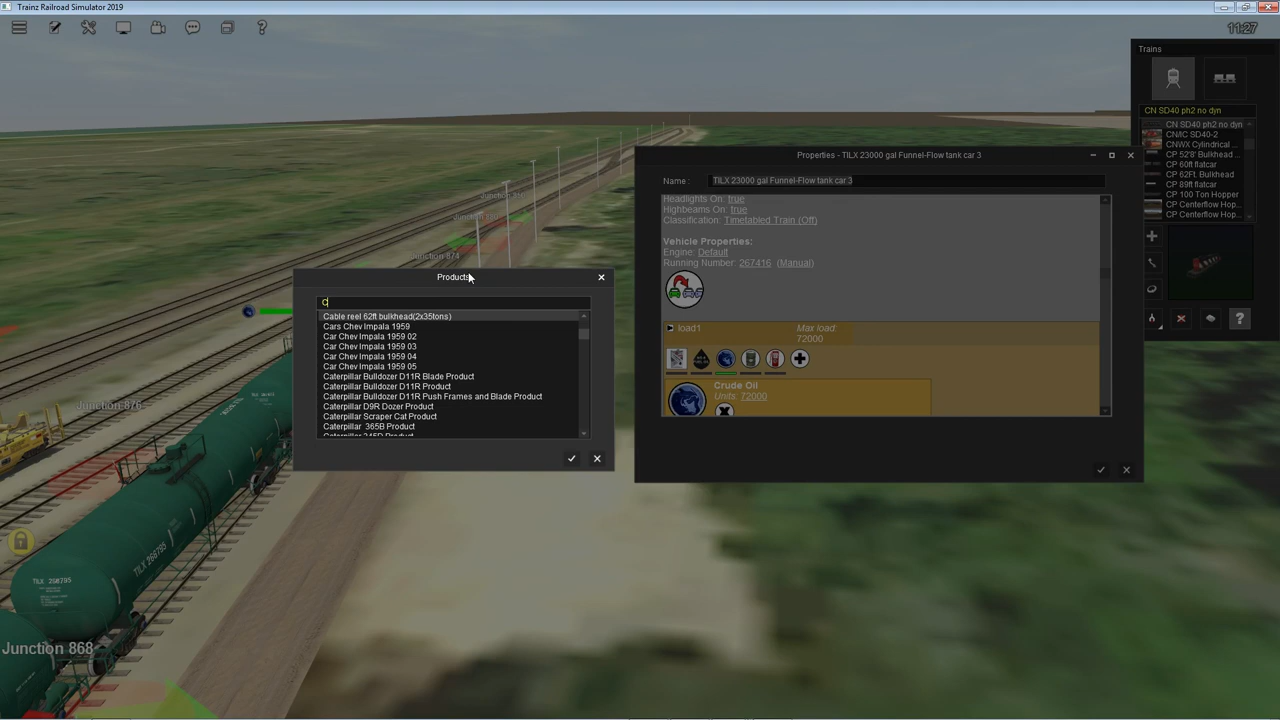 Trainz Railroad Simulator 2019
11:27
Trains
CN SD40 ph2 no dyn
CN SD40 ph2 no dyn
CN/IC SD40-2
CNWX Cylindrical ...
CP 52'8' Bulkhead ...
CP 60ft flatcar
CP 62Ft. Bulkhead
CP 89ft flatcar
CP 100 Ton Hopper
CP Centerflow Hop...
CP Centerflow Hop...
Properties - TILX 23000 gal Funnel-Flow tank car 3
Name :
TILX 23000 gal Funnel-Flow tank car 3
Headlights On: true
Highbeams On: true
Classification: Timetabled Train (Off)
Vehicle Properties:
Engine: Default
Running Number: 267416 (Manual)
load1
Max load:
72000
Crude Oil
Units: 72000
Products
C
Cable reel 62ft bulkhead(2x35tons)
Cars Chev Impala 1959
Car Chev Impala 1959 02
Car Chev Impala 1959 03
Car Chev Impala 1959 04
Car Chev Impala 1959 05
Caterpillar Bulldozer D11R Blade Product
Caterpillar Bulldozer D11R Product
Caterpillar Bulldozer D11R Push Frames and Blade Product
Caterpillar D9R Dozer Product
Caterpillar Scraper Cat Product
Caterpillar 365B Product
Caterpillar 345B Product
Junction 874
Junction 876
TILX 266795
Junction 868